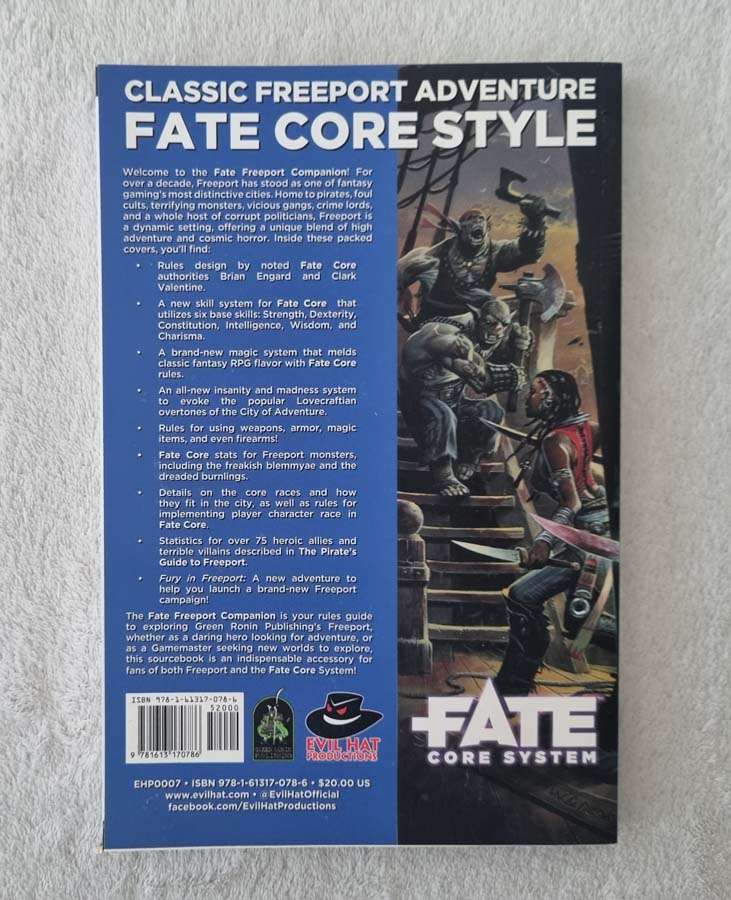 CLASSIC FREEPORT ADVENTURE
FATE CORE STYLE
Welcome to the Fate Freeport Companion! For
over a decade, Freeport has stood as one of fantasy
gaming's most distinctive cities. Home to pirates, foul
cults, terrifying monsters, vicious gangs, crime lords,
and a whole host of corrupt politicians, Freeport is
a dynamic setting, offering a unique blend of high
adventure and cosmic horror. Inside these packed
covers, you'll find:
• Rules design by noted Fate Core
authorities Brian Engard and Clark
Valentine.
• A new skill system for Fate Core that
utilizes six base skills: Strength, Dexterity,
Constitution, Intelligence, Wisdom, and
Charisma.
• A brand-new magic system that melds
classic fantasy RPG flavor with Fate Core
rules.
• An all-new insanity and madness system
to evoke the popular Lovecraftian
overtones of the City of Adventure.
• Rules for using weapons, armor, magic
items, and even firearms!
• Fate Core stats for Freeport monsters,
including the freakish blemmyae and the
dreaded burnlings.
• Details on the core races and how
they fit in the city, as well as rules for
implementing player character race in
Fate Core.
• Statistics for over 75 heroic allies and
terrible villains described in The Pirate's
Guide to Freeport.
• Fury in Freeport: A new adventure to
help you launch a brand-new Freeport
campaign!
The Fate Freeport Companion is your rules guide
to exploring Green Ronin Publishing's Freeport,
whether as a daring hero looking for adventure, or
as a Gamemaster seeking new worlds to explore,
this sourcebook is an indispensable accessory for
fans of both Freeport and the Fate Core System!
ISBN 978-1-61317-078-6
52000
9 781613 170786
GREEN RONIN
PUBLISHING
EVIL HAT
PRODUCTIONS
FATE
CORE SYSTEM
EHP0007 • ISBN 978-1-61317-078-6 • $20.00 US
www.evilhat.com • @EvilHatOfficial
facebook.com/EvilHatProductions